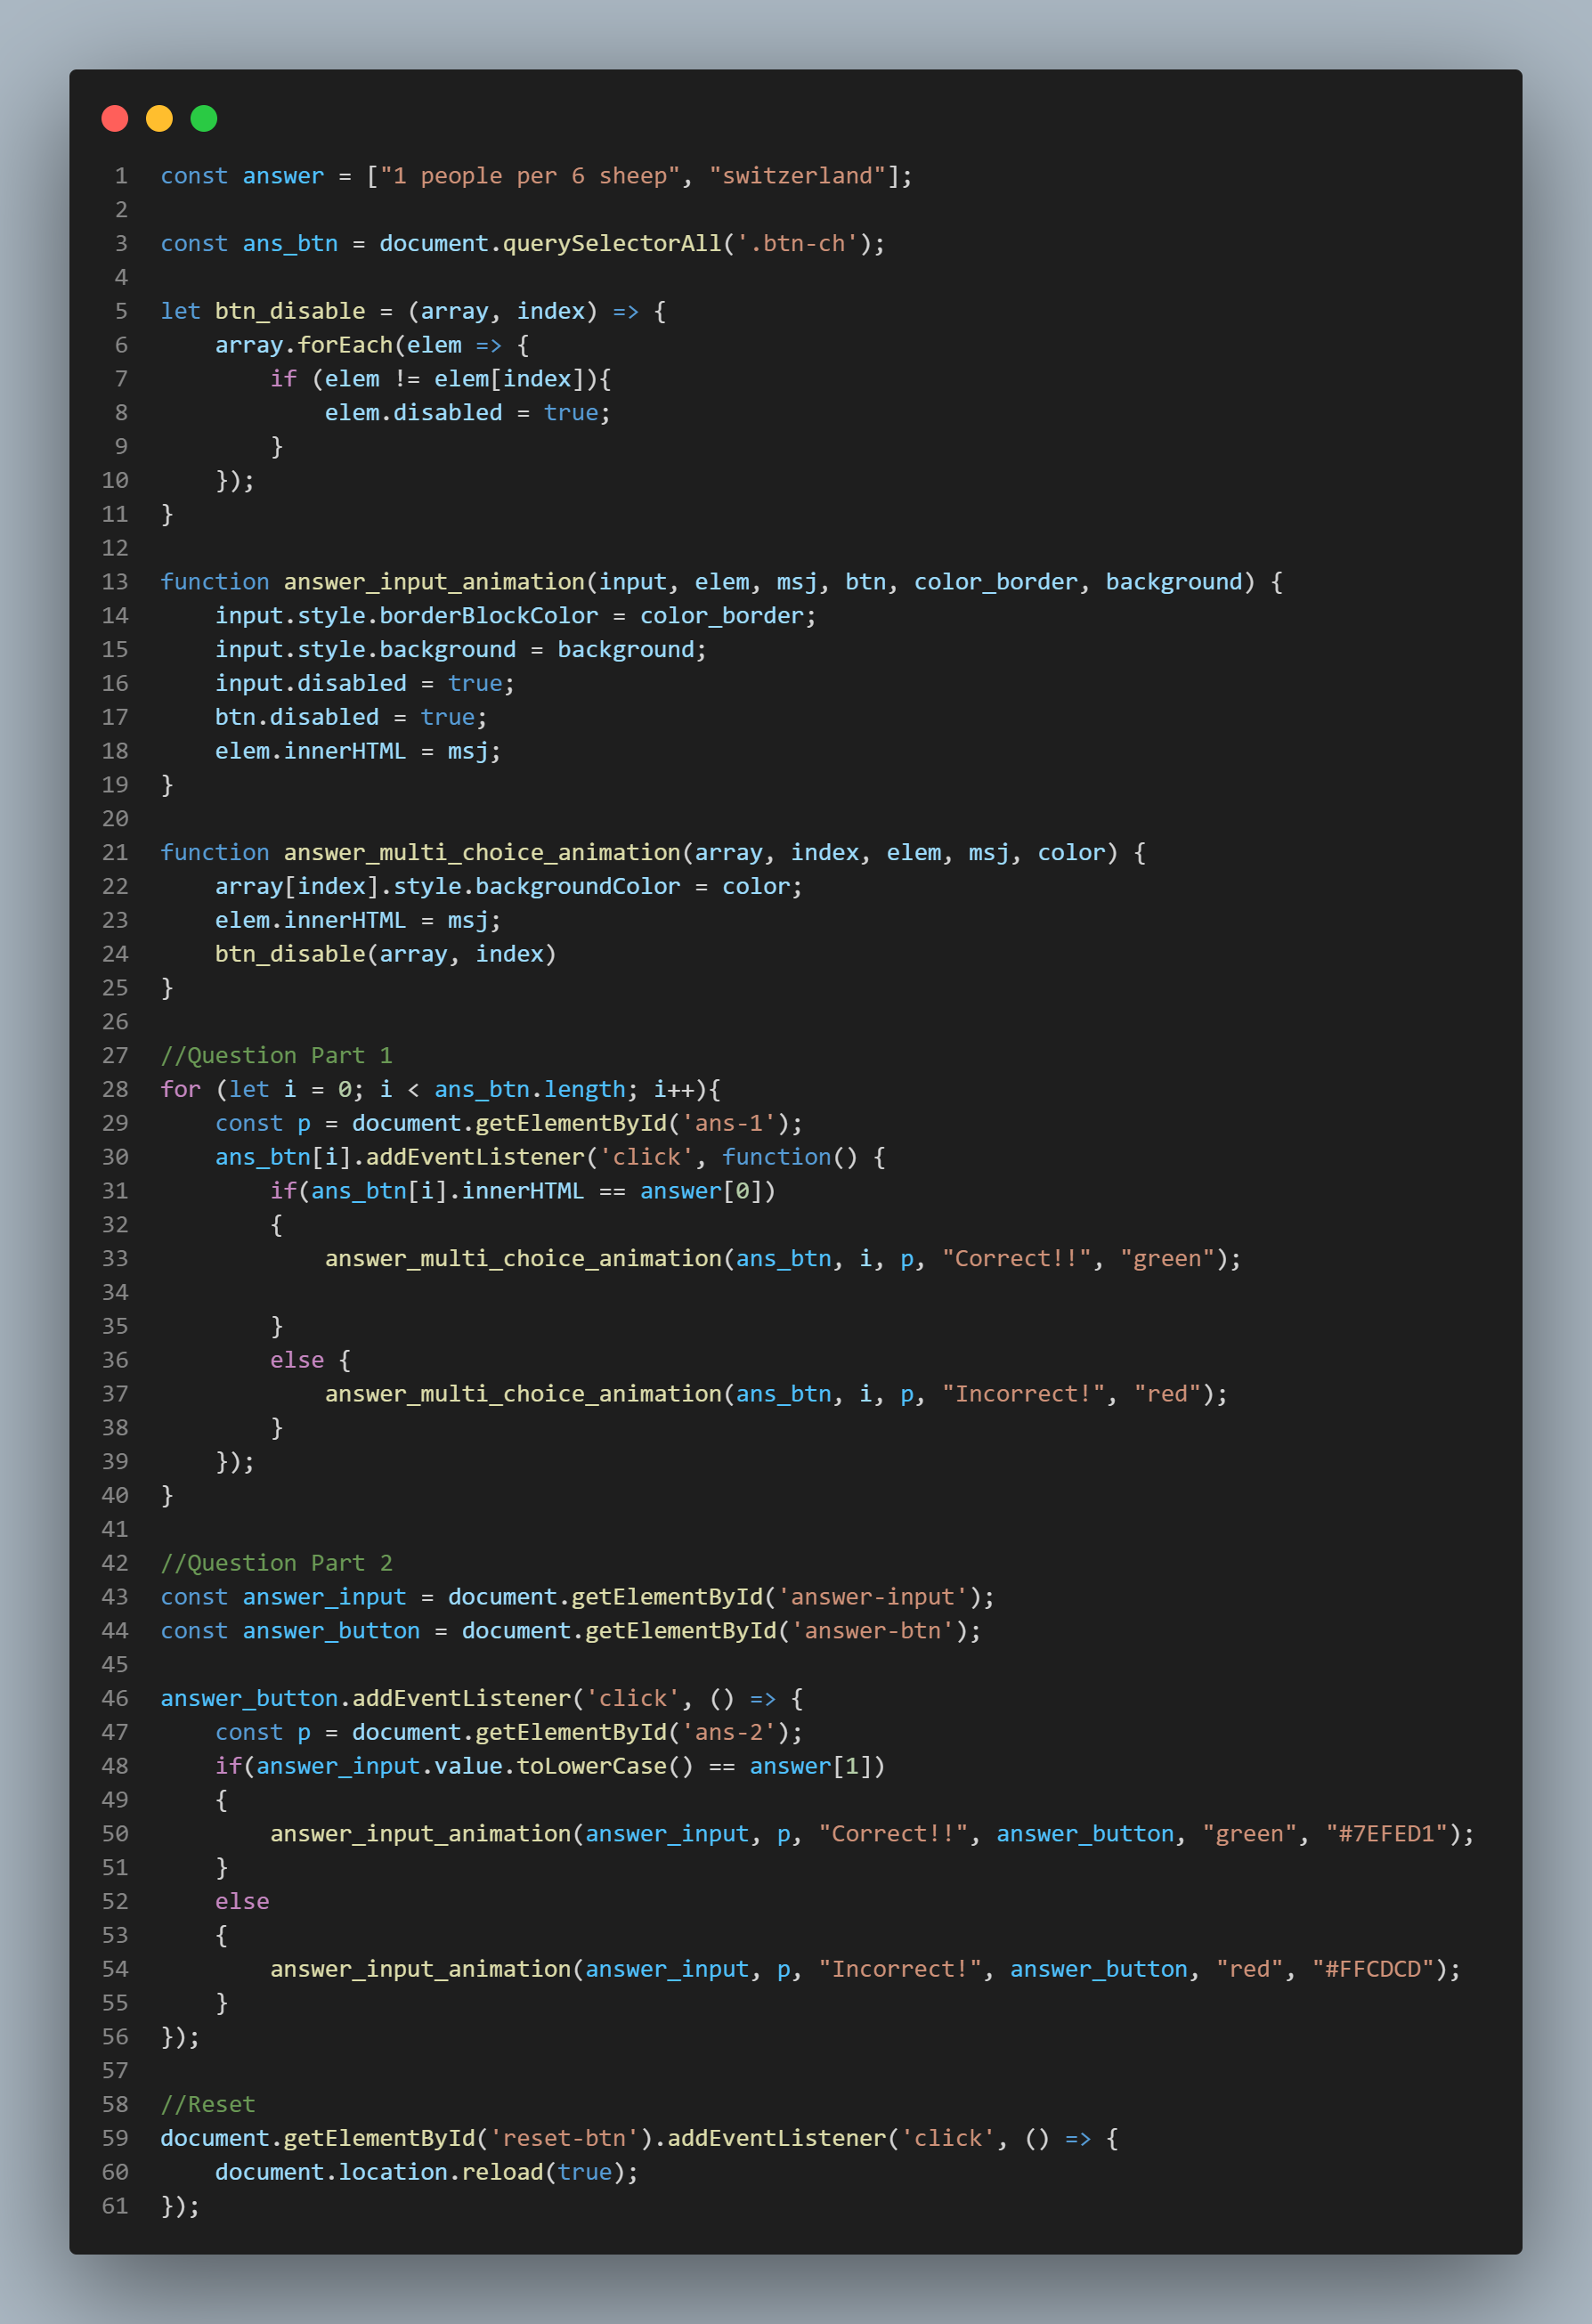 1 const answer = ["1 people per 6 sheep", "switzerland"];
2
3 const ans_btn = document.querySelectorAll('.btn-ch');
4
5 let btn_disable = (array, index) => {
6     array.forEach(elem => {
7         if (elem != elem[index]){
8             elem.disabled = true;
9         }
10     });
11 }
12
13 function answer_input_animation(input, elem, msj, btn, color_border, background) {
14     input.style.borderBlockColor = color_border;
15     input.style.background = background;
16     input.disabled = true;
17     btn.disabled = true;
18     elem.innerHTML = msj;
19 }
20
21 function answer_multi_choice_animation(array, index, elem, msj, color) {
22     array[index].style.backgroundColor = color;
23     elem.innerHTML = msj;
24     btn_disable(array, index)
25 }
26
27 //Question Part 1
28 for (let i = 0; i < ans_btn.length; i++){
29     const p = document.getElementById('ans-1');
30     ans_btn[i].addEventListener('click', function() {
31         if(ans_btn[i].innerHTML == answer[0])
32         {
33             answer_multi_choice_animation(ans_btn, i, p, "Correct!!", "green");
34
35         }
36         else {
37             answer_multi_choice_animation(ans_btn, i, p, "Incorrect!", "red");
38         }
39     });
40 }
41
42 //Question Part 2
43 const answer_input = document.getElementById('answer-input');
44 const answer_button = document.getElementById('answer-btn');
45
46 answer_button.addEventListener('click', () => {
47     const p = document.getElementById('ans-2');
48     if(answer_input.value.toLowerCase() == answer[1])
49     {
50         answer_input_animation(answer_input, p, "Correct!!", answer_button, "green", "#7EFED1");
51     }
52     else
53     {
54         answer_input_animation(answer_input, p, "Incorrect!", answer_button, "red", "#FFCDCD");
55     }
56 });
57
58 //Reset
59 document.getElementById('reset-btn').addEventListener('click', () => {
60     document.location.reload(true);
61 });